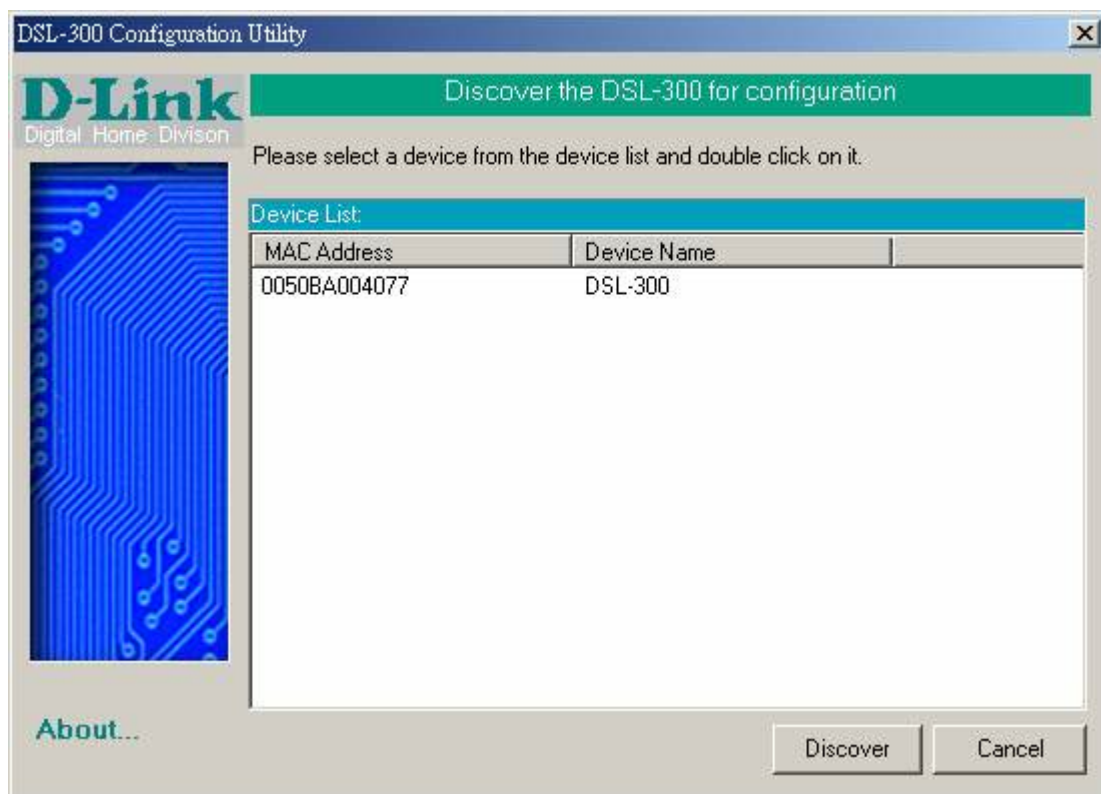 DSL-300 Configuration Utility
D-Link
Digital Home Divison
Discover the DSL-300 for configuration
Please select a device from the device list and double click on it.
Device List:
MAC Address Device Name
0050BA004077 DSL-300
About...
Discover Cancel